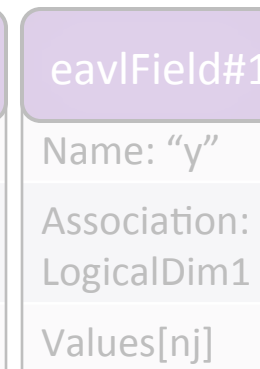 eavlField#1
Name: “y”
Association:
LogicalDim1
Values[nj]